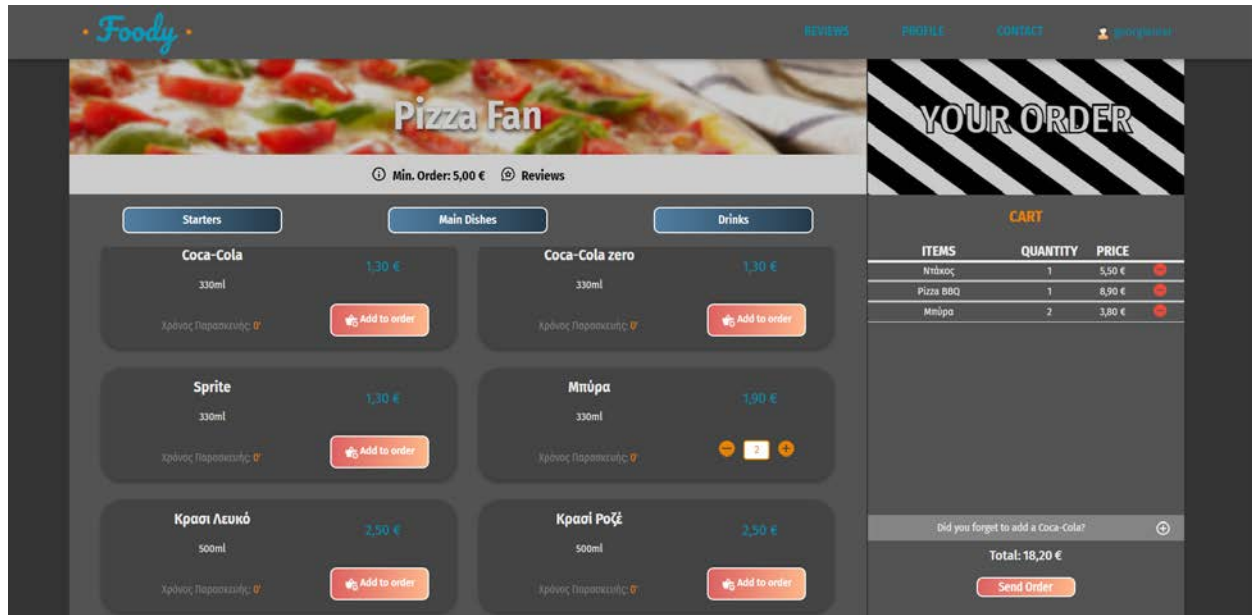 Foody
REVIEWS PROFILE CONTACT
Pizza Fan
Min. Order: 5,00 € Reviews
Starters Main Dishes Drinks
Coca-Cola
330ml
1,30 €
Χρόνος Παρασκευής: 0'
Add to order
Coca-Cola zero
330ml
1,30 €
Χρόνος Παρασκευής: 0'
Add to order
Sprite
330ml
1,30 €
Χρόνος Παρασκευής: 0'
Add to order
Μπύρα
330ml
1,90 €
Χρόνος Παρασκευής: 0'
2
Κρασι Λευκό
500ml
2,50 €
Χρόνος Παρασκευής: 0'
Add to order
Κρασί Ροζέ
500ml
2,50 €
Χρόνος Παρασκευής: 0'
Add to order
YOUR ORDER
CART
ITEMS QUANTITY PRICE
Ντάκος 1 5,50 €
Pizza BBQ 1 8,90 €
Μπύρα 2 3,80 €
Did you forget to add a Coca-Cola?
Total: 18,20 €
Send Order